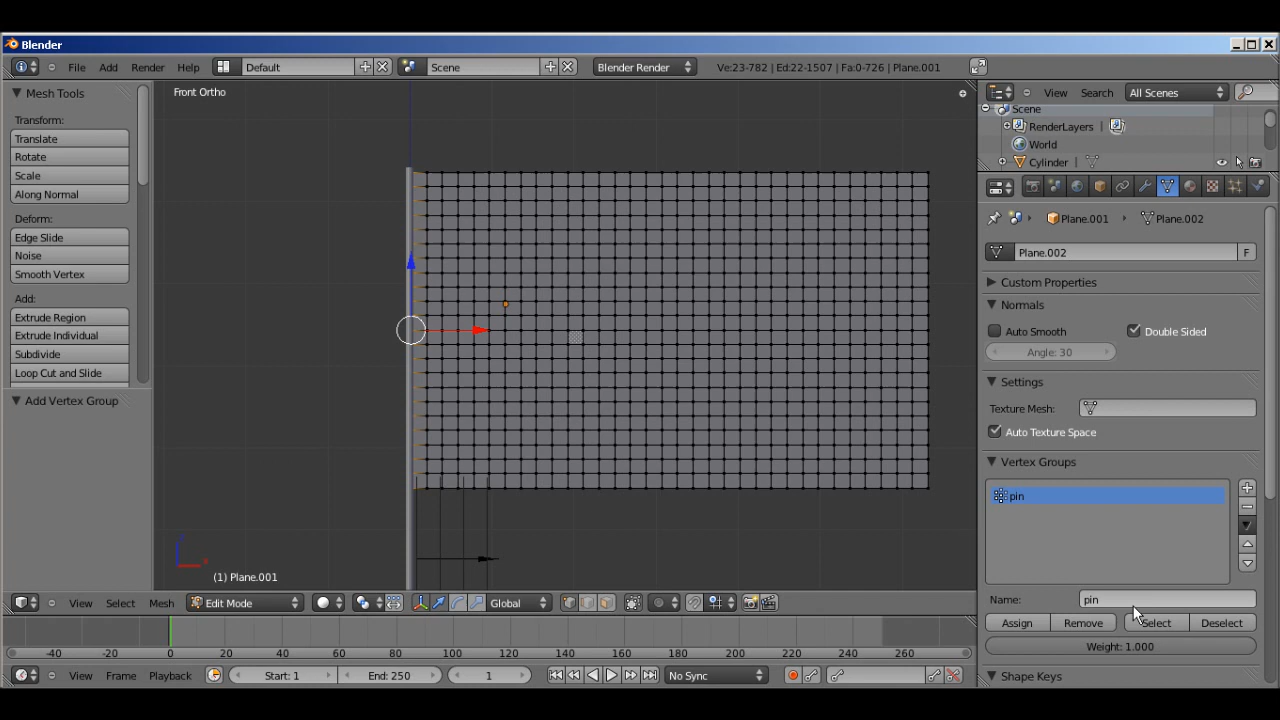 Blender
File Add Render Help Default Scene Blender Render Ve:23-782 | Ed:22-1507 | Fa:0-726 | Plane.001
Mesh Tools
Transform:
Translate
Rotate
Scale
Along Normal
Deform:
Edge Slide
Noise
Smooth Vertex
Add:
Extrude Region
Extrude Individual
Subdivide
Loop Cut and Slide
Add Vertex Group
Front Ortho
(1) Plane.001
View Select Mesh Edit Mode Global
-40 -20 0 20 40 60 80 100 120 140 160 180 200 220 240 260
View Frame Playback Start: 1 End: 250 1 No Sync
View Search All Scenes
Scene
RenderLayers |
World
Cylinder |
Plane.001 Plane.002
Plane.002 F
Custom Properties
Normals
Auto Smooth Double Sided
Angle: 30
Settings
Texture Mesh:
Auto Texture Space
Vertex Groups
pin
Name: pin
Assign Remove Select Deselect
Weight: 1.000
Shape Keys